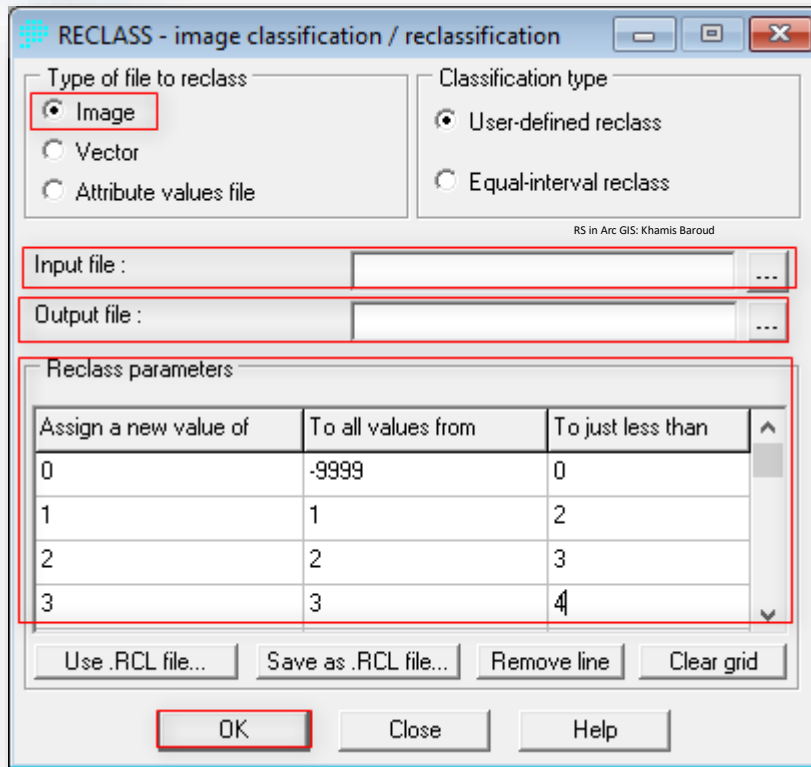 RECLASS - image classification / reclassification
Type of file to reclass
Image
Vector
Attribute values file
Classification type
User-defined reclass
Equal-interval reclass
RS in Arc GIS: Khamis Baroud
Input file :
...
Output file :
...
Reclass parameters
Assign a new value of To all values from To just less than
0 -9999 0
1 1 2
2 2 3
3 3 4
Use .RCL file... Save as .RCL file... Remove line Clear grid
OK Close Help